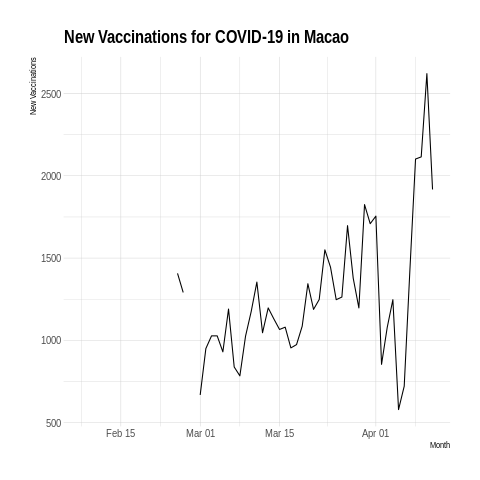 New Vaccinations for COVID-19 in Macao
New Vaccinations
2500
2000
1500
1000
500
Feb 15
Mar 01
Mar 15
Apr 01
Month